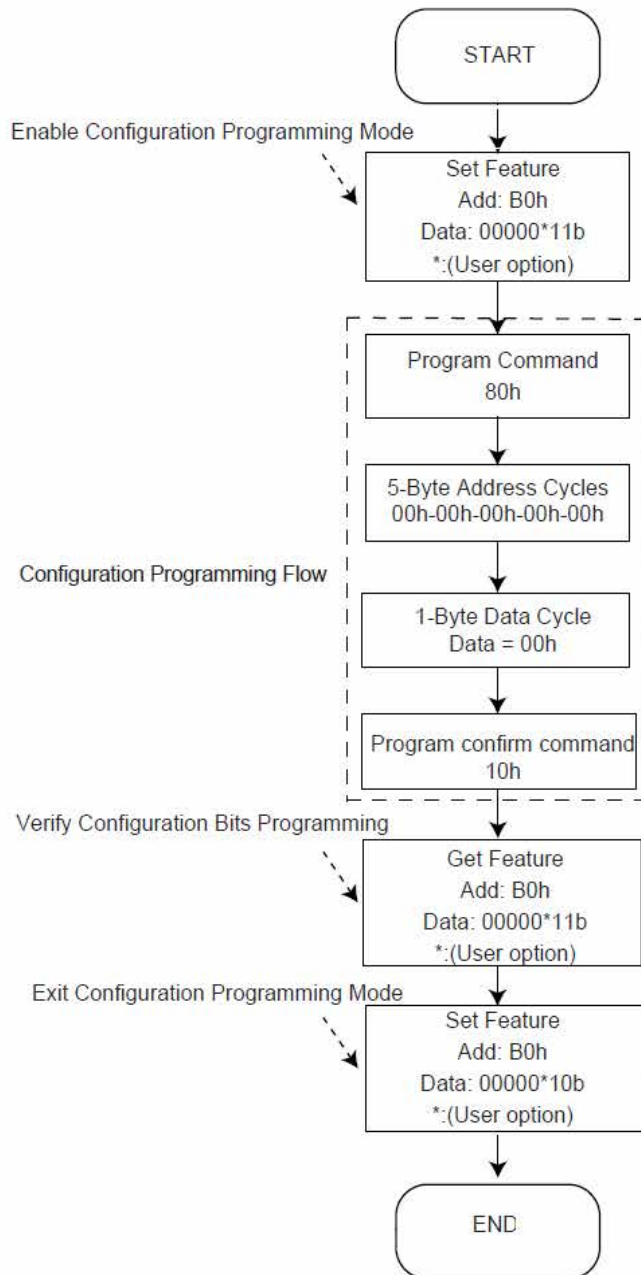 START
Enable Configuration Programming Mode
Set Feature
Add: B0h
Data: 00000*11b
*:(User option)
Program Command
80h
5-Byte Address Cycles
00h-00h-00h-00h-00h
Configuration Programming Flow
1-Byte Data Cycle
Data = 00h
Program confirm command
10h
Verify Configuration Bits Programming
Get Feature
Add: B0h
Data: 00000*11b
*:(User option)
Exit Configuration Programming Mode
Set Feature
Add: B0h
Data: 00000*10b
*:(User option)
END